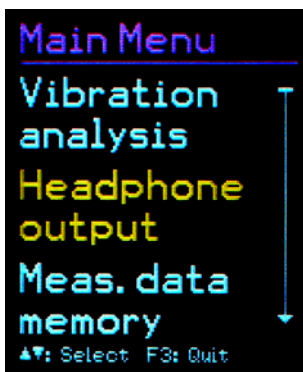 Main Menu
Vibration
analysis
Headphone
output
Meas. data
memory
▲▼: Select F3: Quit